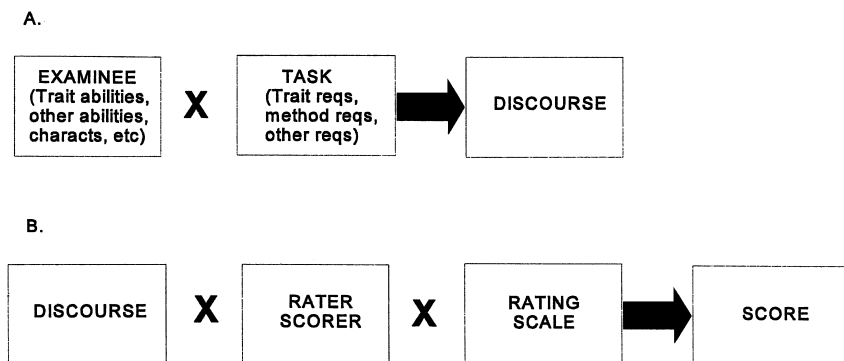 A.
EXAMINEE
(Trait abilities,
other abilities,
characts, etc)
X
TASK
(Trait reqs,
method reqs,
other reqs)
DISCOURSE
B.
DISCOURSE
X
RATER
SCORER
X
RATING
SCALE
SCORE